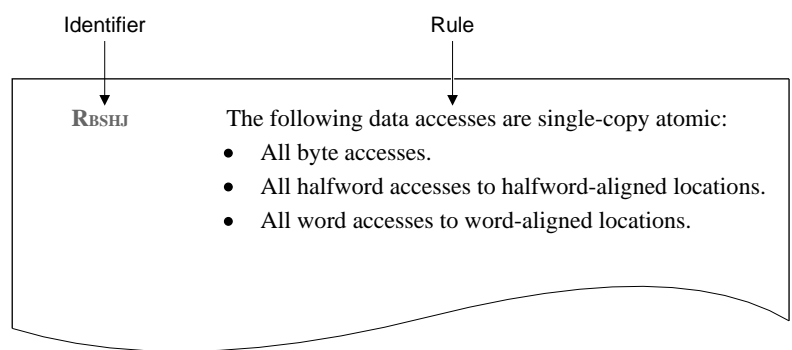 Identifier Rule
RBSHJ The following data accesses are single-copy atomic:
• All byte accesses.
• All halfword accesses to halfword-aligned locations.
• All word accesses to word-aligned locations.